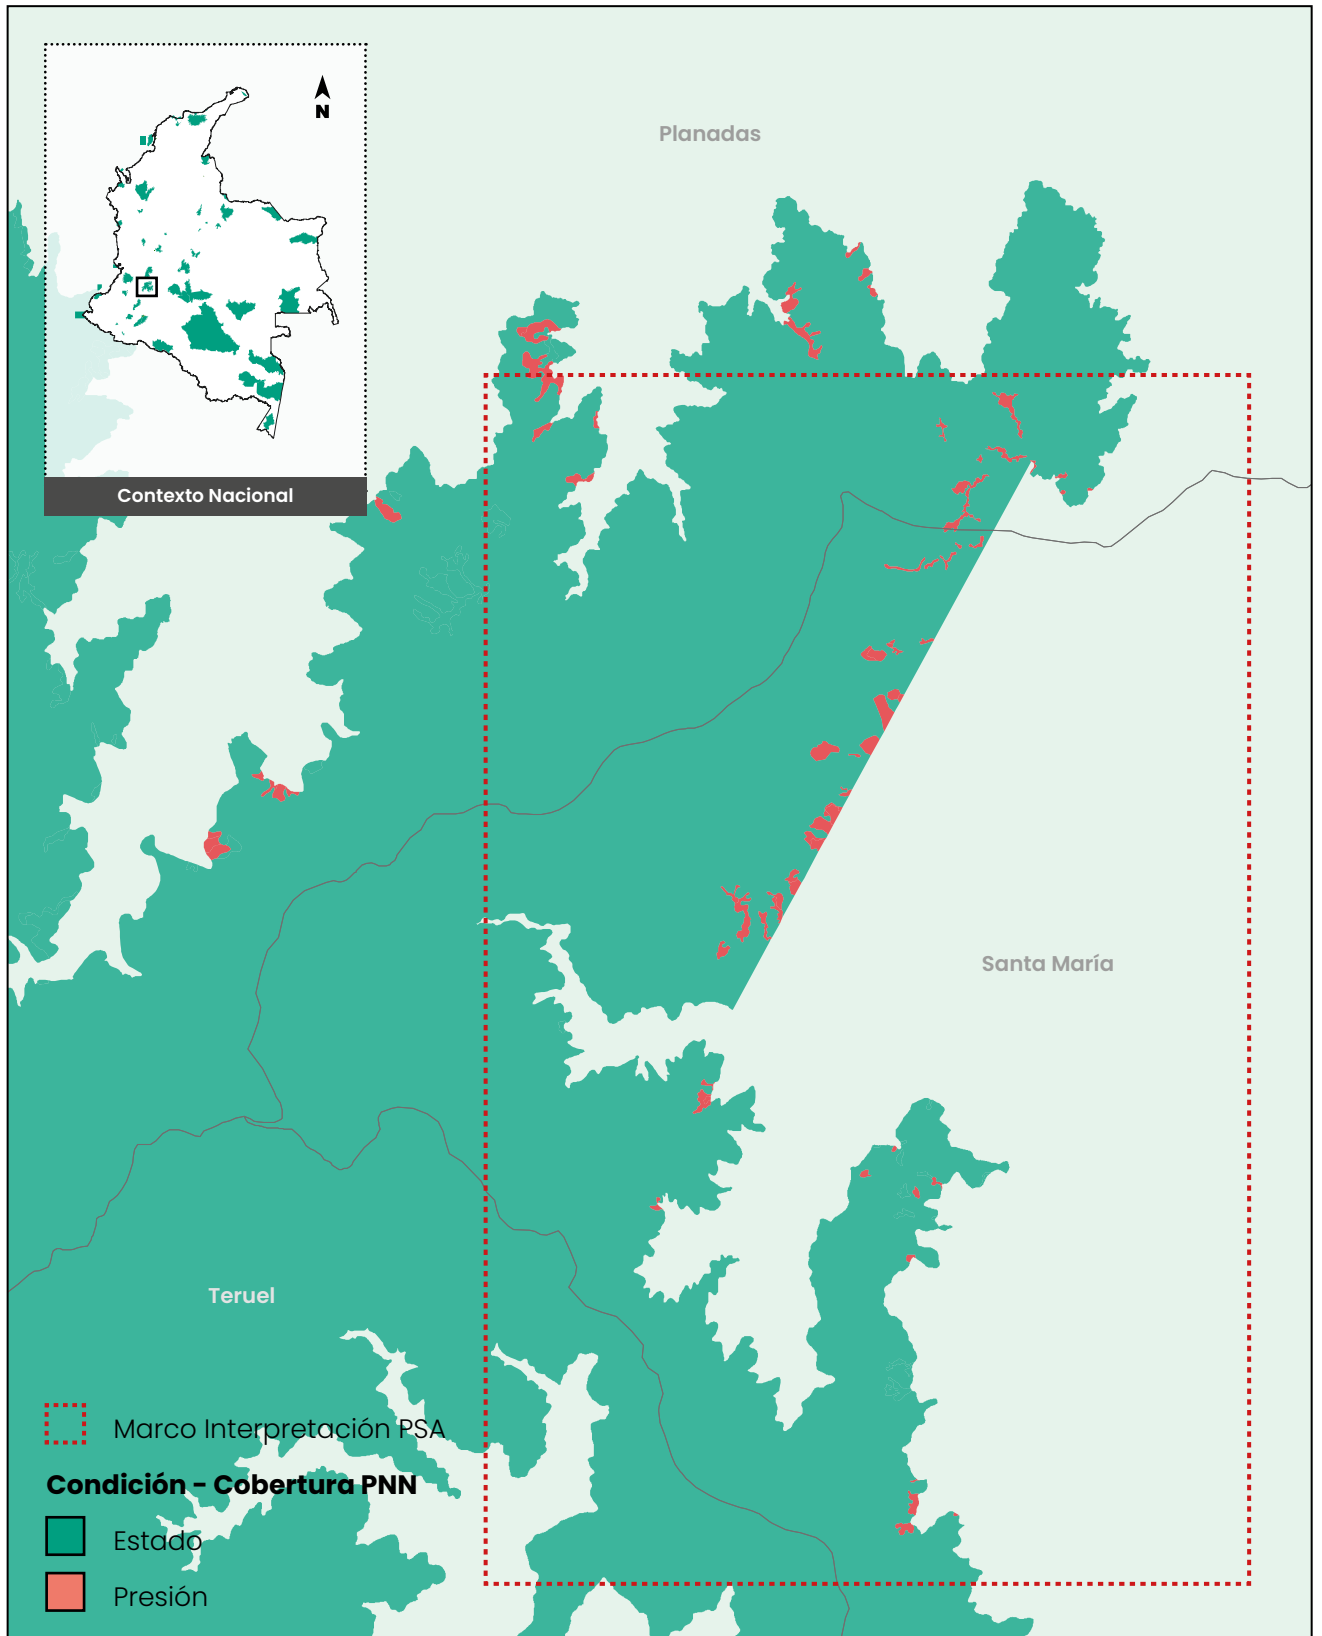 N
Contexto Nacional
Planadas
Santa María
Teruel
Marco Interpretación PSA
Condición - Cobertura PNN
Estado
Presión